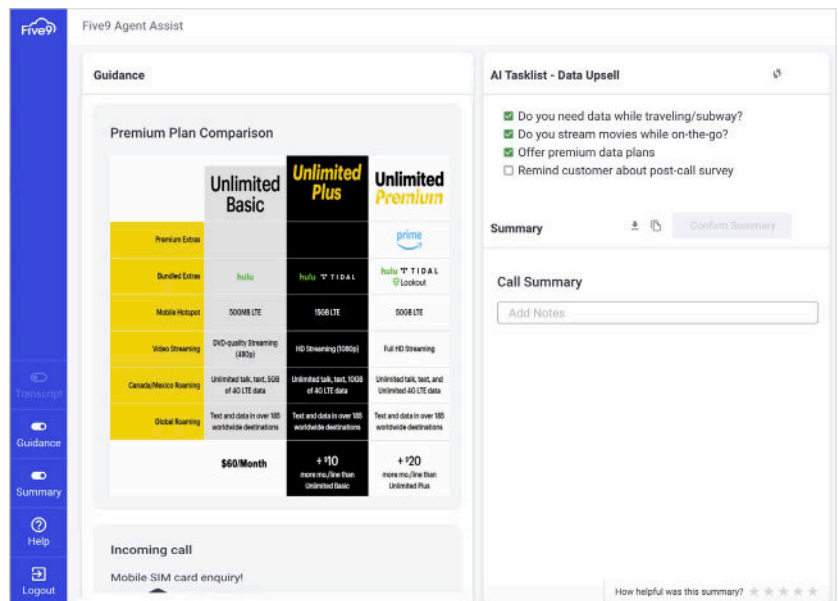 Five9
Five9 Agent Assist
Transcript
Guidance
Summary
Help
Logout
Guidance
Premium Plan Comparison
Unlimited Basic
Unlimited Plus
Unlimited Premium
Premium Extras
prime
Bundled Extras
hulu
hulu TIDAL
hulu TIDAL
Lookout
Mobile Hotspot
500MB LTE
15GB LTE
50GB LTE
Video Streaming
DVD-quality Streaming
(480p)
HD Streaming (1080p)
Full HD Streaming
Canada/Mexico Roaming
Unlimited talk, text, 5GB
of 4G LTE data
Unlimited talk, text, 10GB
of 4G LTE data
Unlimited talk, text, and
Unlimited 4G LTE data
Global Roaming
Text and data in over 185
worldwide destinations
Text and data in over 185
worldwide destinations
Text and data in over 185
worldwide destinations
$60/Month
+ $10
more mo./line than
Unlimited Basic
+ $20
more mo./line than
Unlimited Plus
Incoming call
Mobile SIM card enquiry!
AI Tasklist - Data Upsell
Do you need data while traveling/subway?
Do you stream movies while on-the-go?
Offer premium data plans
Remind customer about post-call survey
Summary
Confirm Summary
Call Summary
Add Notes
How helpful was this summary?